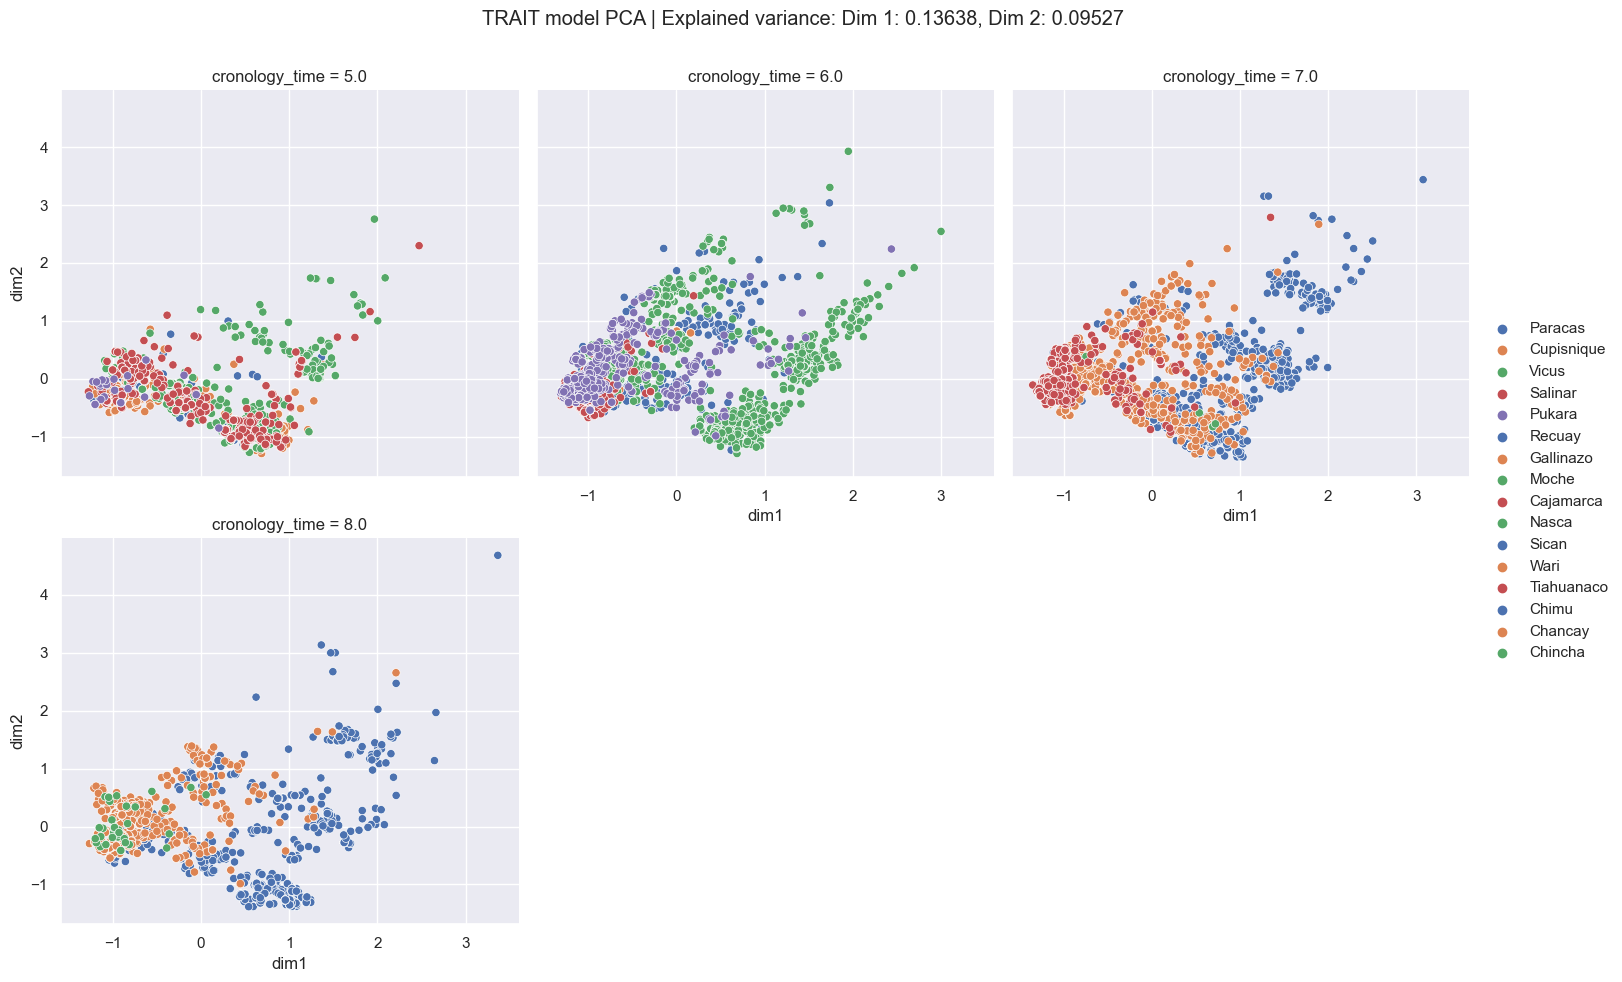 TRAIT model PCA | Explained variance: Dim 1: 0.13638, Dim 2: 0.09527
cronology_time = 5.0
cronology_time = 6.0
cronology_time = 7.0
dim2
4
3
2
1
0
−1
−1
0
1
2
3
dim1
−1
0
1
2
3
dim1
cronology_time = 8.0
dim2
4
3
2
1
0
−1
−1
0
1
2
3
dim1
Paracas
Cupisnique
Vicus
Salinar
Pukara
Recuay
Gallinazo
Moche
Cajamarca
Nasca
Sican
Wari
Tiahuanaco
Chimu
Chancay
Chincha